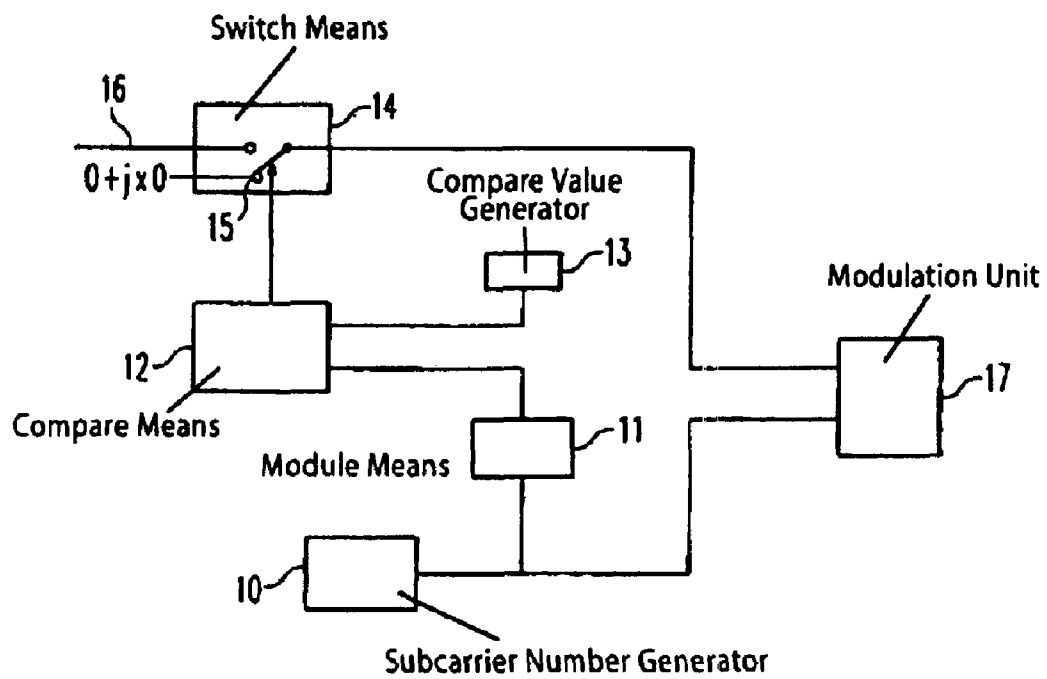 Switch Means
16
14
0+jx0
15
Compare Value
Generator
13
Modulation Unit
12
17
Compare Means
11
Module Means
10
Subcarrier Number Generator